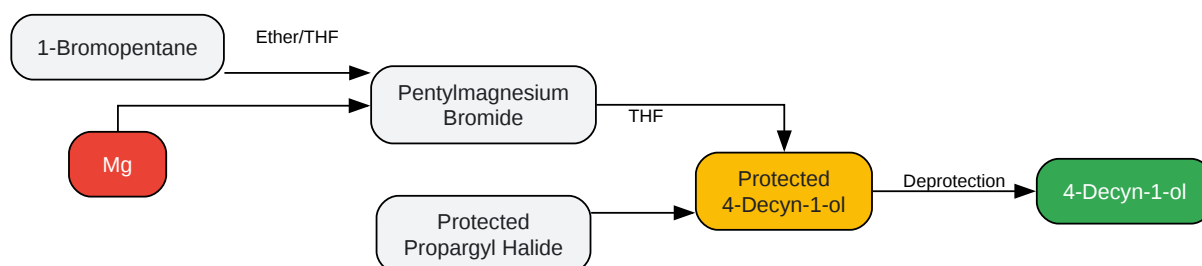 1-Bromopentane
Ether/THF
Pentylmagnesium
Bromide
THF
Mg
Protected
4-Decyn-1-ol
Deprotection
4-Decyn-1-ol
Protected
Propargyl Halide